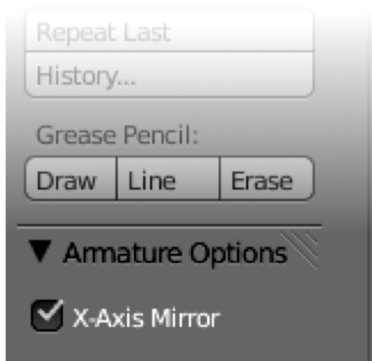 Repeat Last
History...
Grease Pencil:
Draw Line Erase
Armature Options
X-Axis Mirror